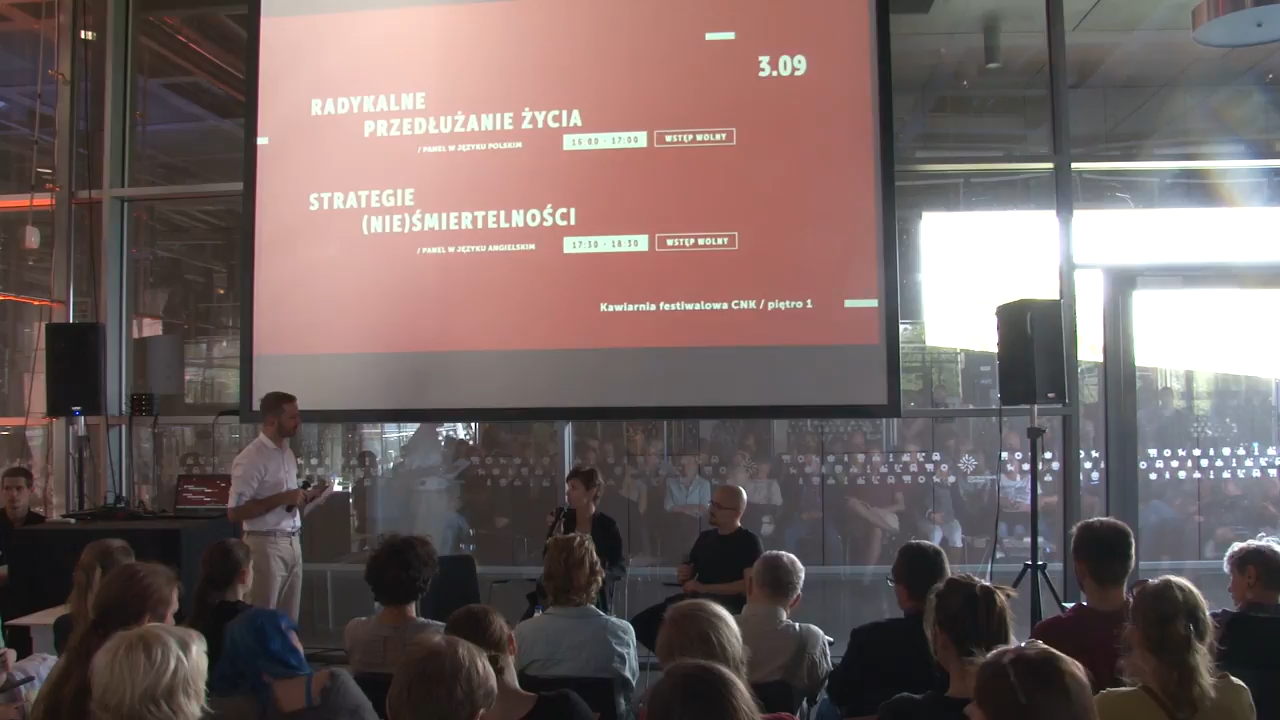 3.09
RADYKALNE
PRZEDŁUŻANIE ŻYCIA
/ PANEL W JĘZYKU POLSKIM
16:00 - 17:00
WSTĘP WOLNY
STRATEGIE
(NIE)ŚMIERTELNOŚCI
/ PANEL W JĘZYKU ANGIELSKIM
17:30 - 18:30
WSTĘP WOLNY
Kawiarnia festiwalowa CNK / piętro 1